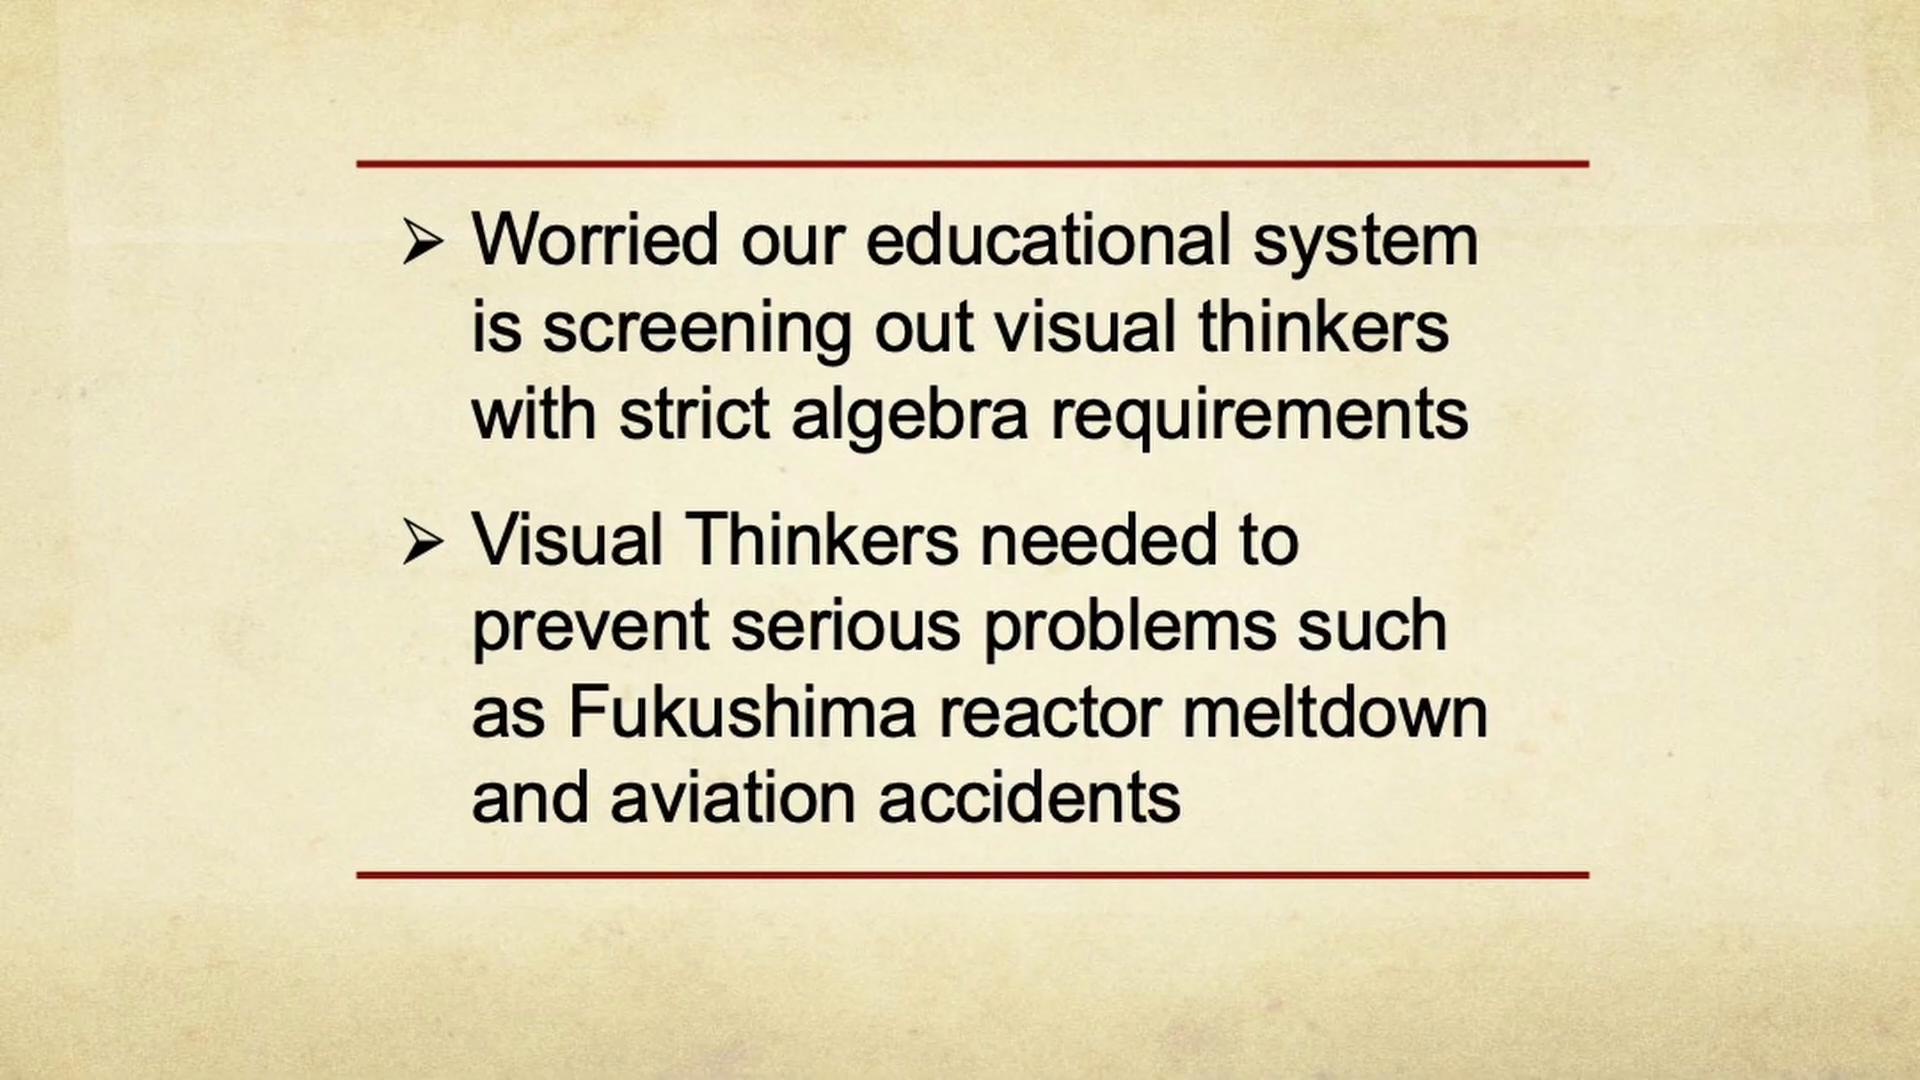 ➢ Worried our educational system
is screening out visual thinkers
with strict algebra requirements
➢ Visual Thinkers needed to
prevent serious problems such
as Fukushima reactor meltdown
and aviation accidents